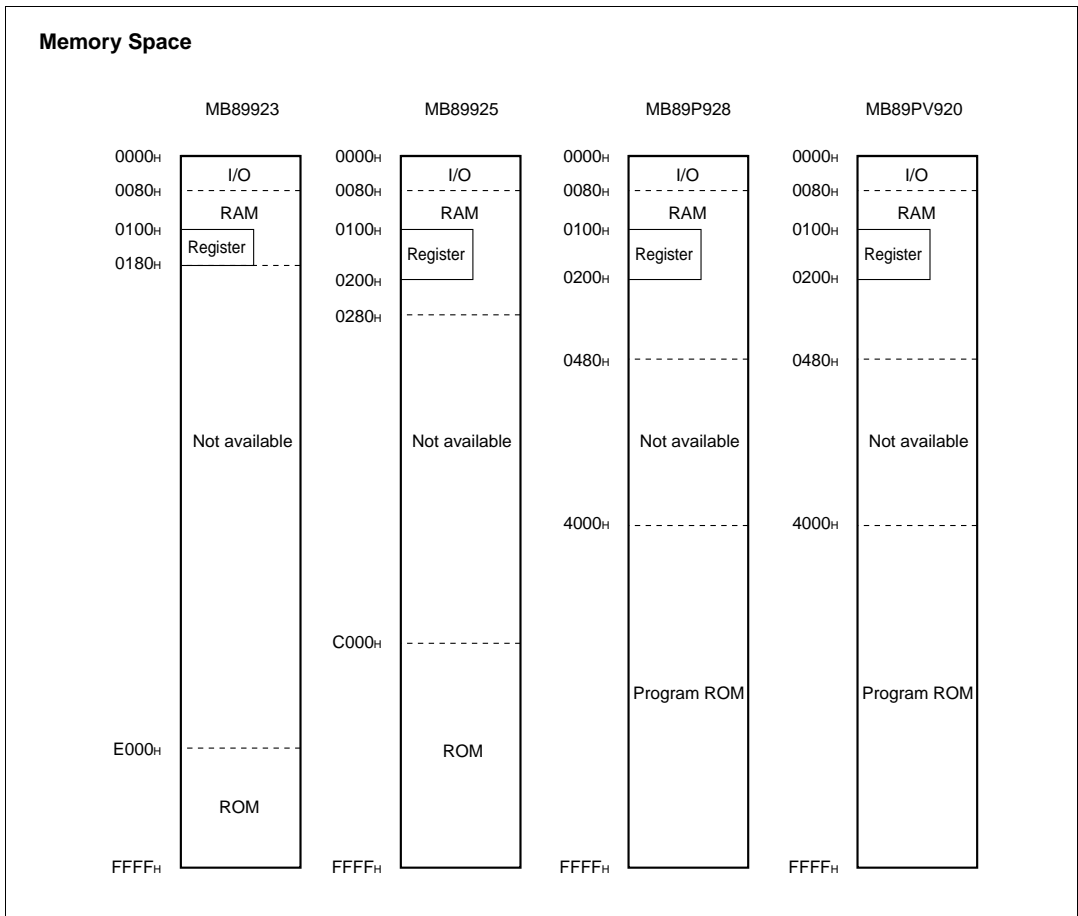 Memory Space
MB89923 MB89925 MB89P928 MB89PV920
0000H 0000H 0000H 0000H
I/O I/O I/O I/O
0080H 0080H 0080H 0080H
RAM RAM RAM RAM
0100H 0100H 0100H 0100H
Register Register Register Register
0180H
0200H 0200H 0200H
0280H
0480H 0480H
Not available Not available Not available Not available
4000H 4000H
C000H
Program ROM Program ROM
E000H
ROM
ROM
FFFFH FFFFH FFFFH FFFFH